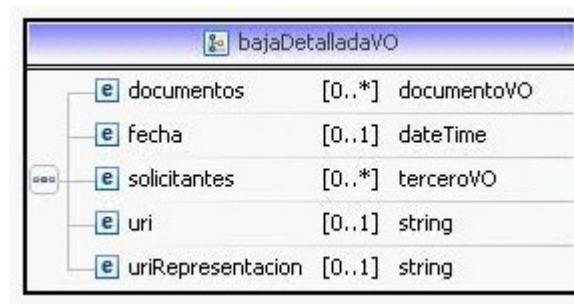 bajaDetalladaVO
documentos [0..*] documentoVO
fecha [0..1] dateTime
solicitantes [0..*] terceroVO
uri [0..1] string
uriRepresentacion [0..1] string